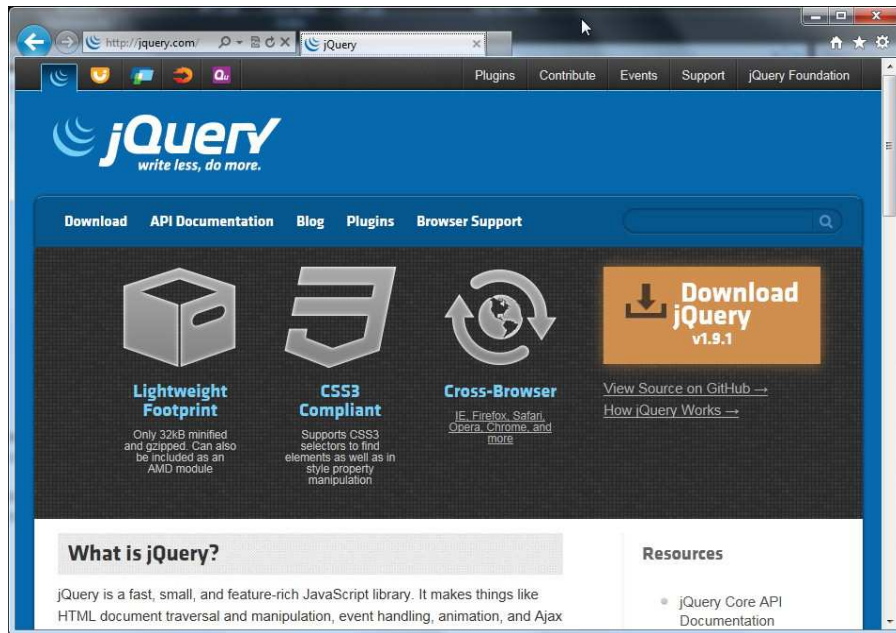 http://jquery.com/
jQuery
Qu
Plugins Contribute Events Support jQuery Foundation
jQuery
write less, do more.
Download API Documentation Blog Plugins Browser Support
Lightweight
Footprint
Only 32kB minified
and gzipped. Can also
be included as an
AMD module
CSS3
Compliant
Supports CSS3
selectors to find
elements as well as in
style property
manipulation
Cross-Browser
IE, Firefox, Safari,
Opera, Chrome, and
more
Download
jQuery
v1.9.1
View Source on GitHub →
How jQuery Works →
What is jQuery?
jQuery is a fast, small, and feature-rich JavaScript library. It makes things like
HTML document traversal and manipulation, event handling, animation, and Ajax
Resources
jQuery Core API
Documentation